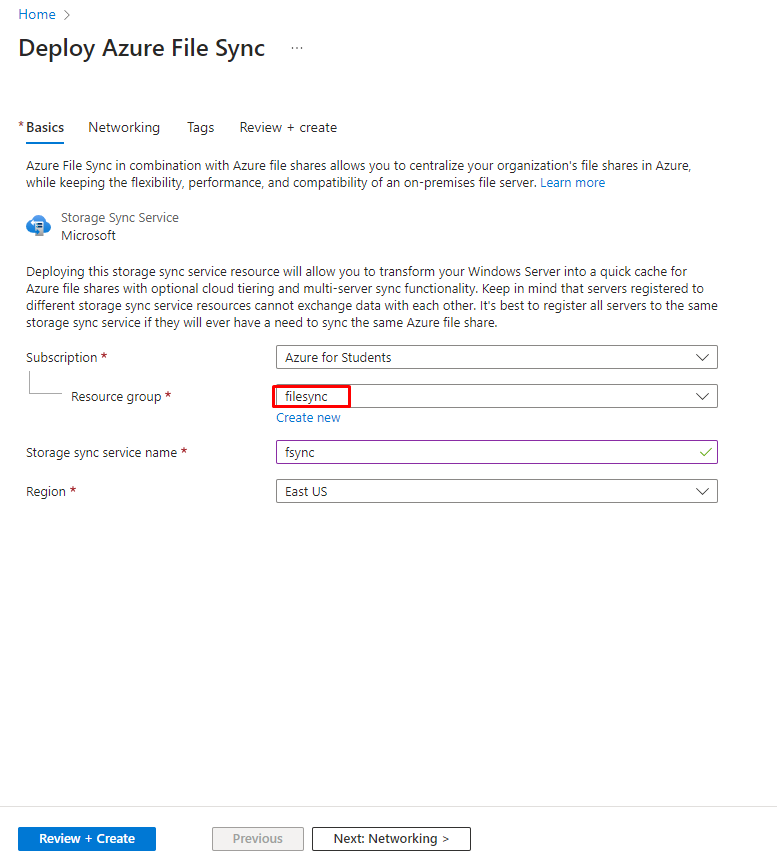 Home >
Deploy Azure File Sync ...
* Basics Networking Tags Review + create
Azure File Sync in combination with Azure file shares allows you to centralize your organization's file shares in Azure,
while keeping the flexibility, performance, and compatibility of an on-premises file server. Learn more
Storage Sync Service
Microsoft
Deploying this storage sync service resource will allow you to transform your Windows Server into a quick cache for
Azure file shares with optional cloud tiering and multi-server sync functionality. Keep in mind that servers registered to
different storage sync service resources cannot exchange data with each other. It's best to register all servers to the same
storage sync service if they will ever have a need to sync the same Azure file share.
Subscription * Azure for Students
Resource group * filesync
Create new
Storage sync service name * fsync
Region * East US
Review + Create Previous Next: Networking >